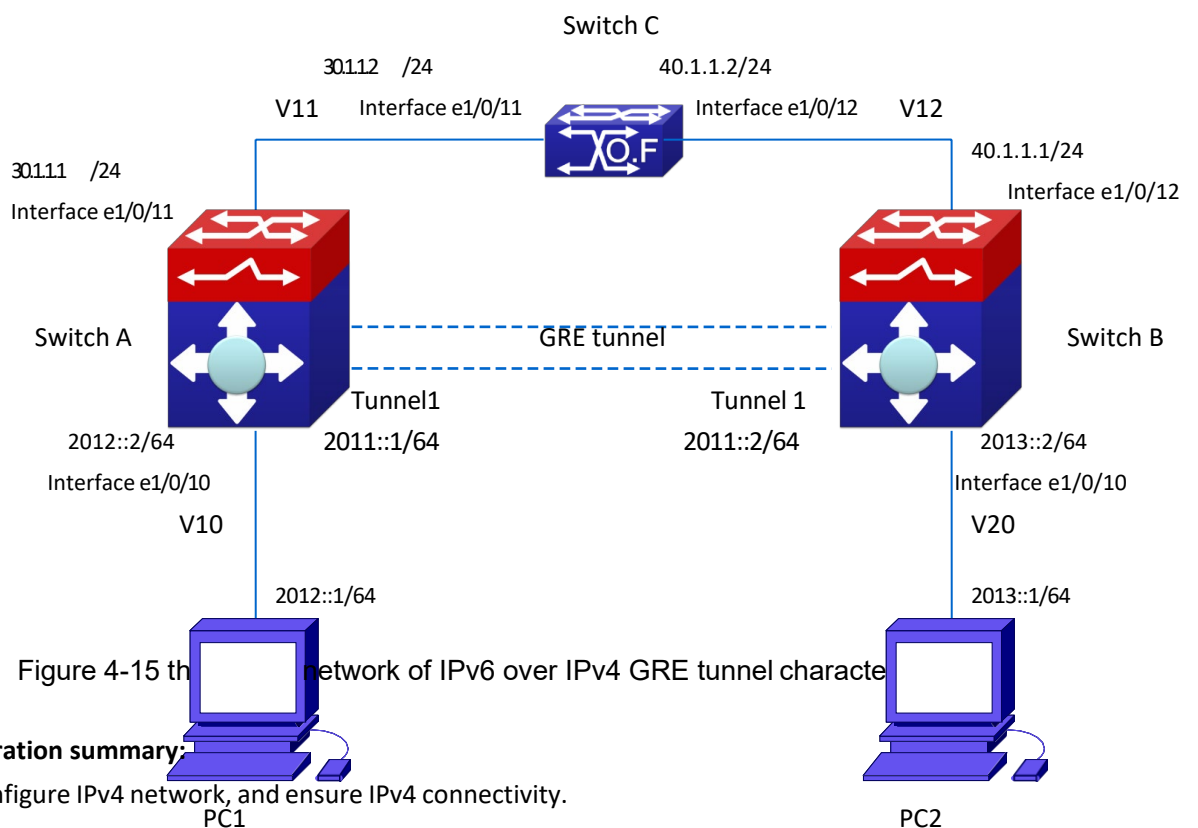 Switch C
30.1.1.2 /24
40.1.1.2/24
V11
Interface e1/0/11
Interface e1/0/12
V12
O.F
30.1.1.1 /24
Interface e1/0/11
40.1.1.1/24
Interface e1/0/12
Switch A
GRE tunnel
Switch B
Tunnel1
Tunnel 1
2012::2/64
2011::1/64
2011::2/64
2013::2/64
Interface e1/0/10
Interface e1/0/10
V10
V20
2012::1/64
2013::1/64
Figure 4-15 th network of IPv6 over IPv4 GRE tunnel characte
ration summary:
nfigure IPv4 network, and ensure IPv4 connectivity.
PC1
PC2